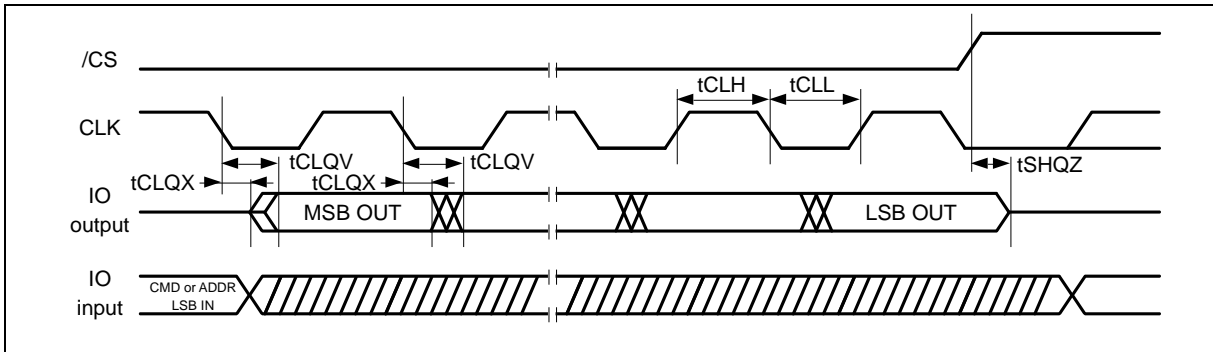 /CS
tCLH
tCLL
CLK
tCLQV
tCLQV
tSHQZ
tCLQX
tCLQX
IO
output
MSB OUT
LSB OUT
IO
input
CMD or ADDR
LSB IN